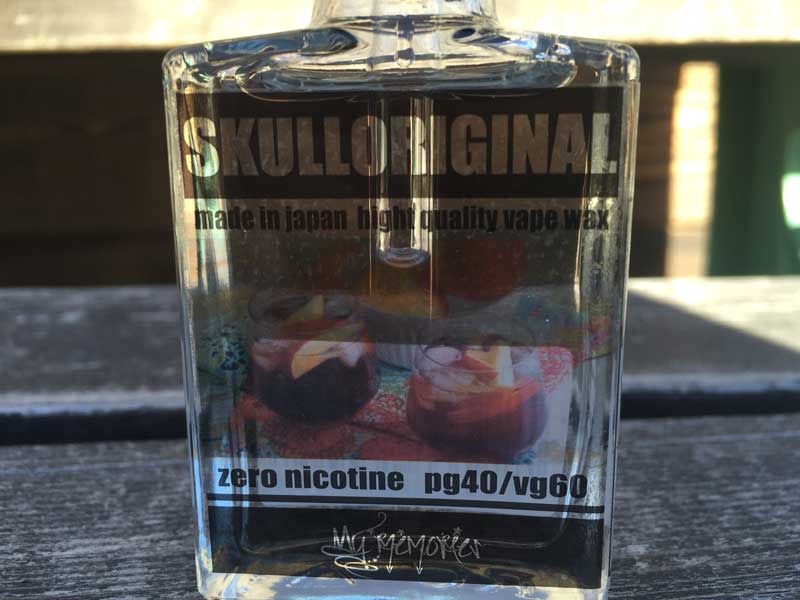 SKULLORIGINAL
made in japan hight quality vape wax
zero nicotine pg40/vg60
My memories